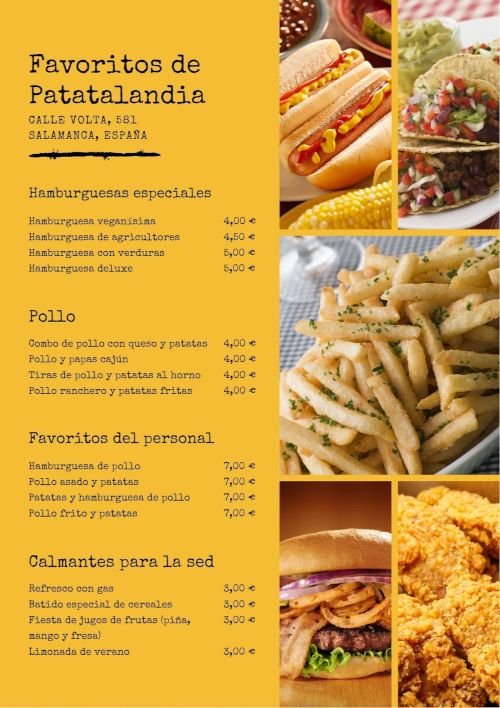 Favoritos de
Patatalandia
CALLE VOLTA, 581
SALAMANCA, ESPAÑA
Hamburguesas especiales
Hamburguesa veganísima 4,00 €
Hamburguesa de agricultores 4,50 €
Hamburguesa con verduras 5,00 €
Hamburguesa deluxe 5,00 €
Pollo
Combo de pollo con queso y patatas 4,00 €
Pollo y papas cajún 4,00 €
Tiras de pollo y patatas al horno 4,00 €
Pollo ranchero y patatas fritas 4,00 €
Favoritos del personal
Hamburguesa de pollo 7,00 €
Pollo asado y patatas 7,00 €
Patatas y hamburguesa de pollo 7,00 €
Pollo frito y patatas 7,00 €
Calmantes para la sed
Refresco con gas 3,00 €
Batido especial de cereales 3,00 €
Fiesta de jugos de frutas (piña, 3,00 €
mango y fresa)
Limonada de verano 3,00 €